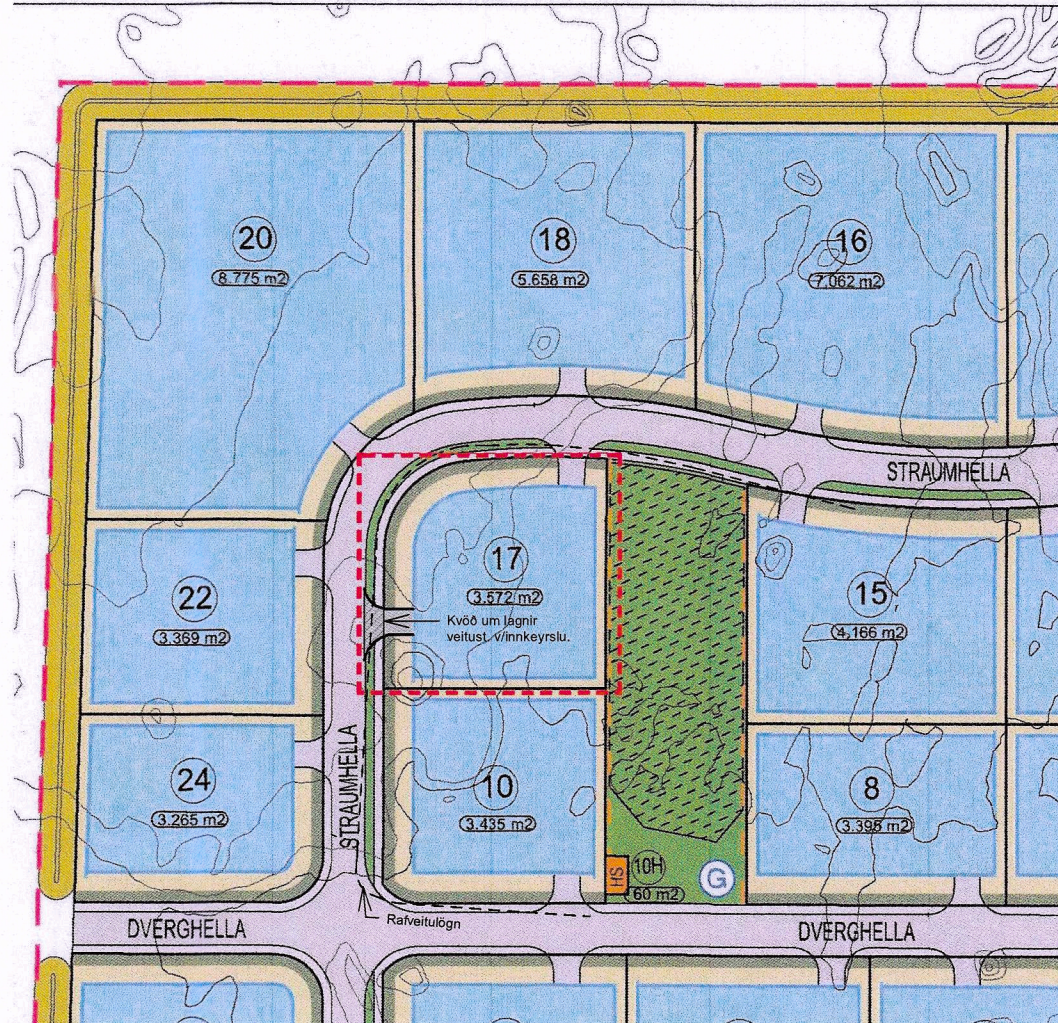 20
8.775 m2
18
5.658 m2
16
7.062 m2
STRAUMHELLA
17
3.572 m2
Kvöð um lagnir
veitust. v/innkeyrslu.
22
3.369 m2
15
4,166 m2
STRAUMHELLA
24
3.265 m2
10
3.435 m2
8
3.395 m2
HS
10H
60 m2
G
Rafveitulögn
DVERGHELLA
DVERGHELLA